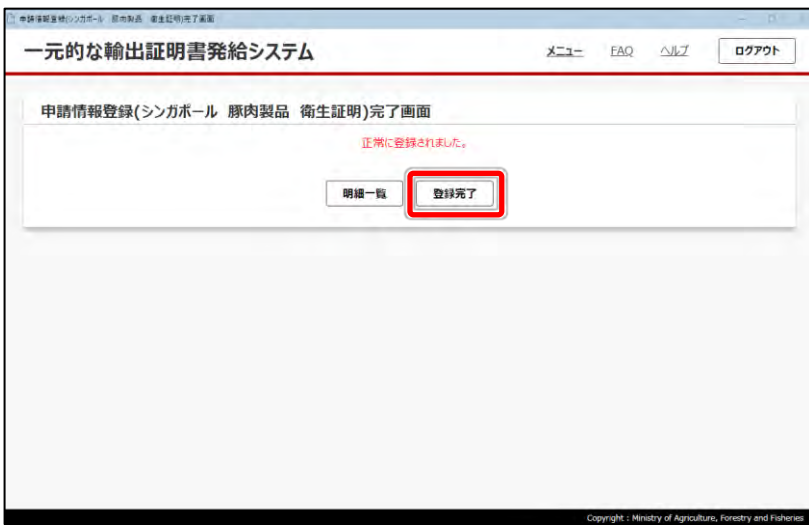 申請情報登録(シンガポール 豚肉製品 衛生証明)完了画面
一元的な輸出証明書発給システム
メニュー FAQ ヘルプ ログアウト
申請情報登録(シンガポール 豚肉製品 衛生証明)完了画面
正常に登録されました。
明細一覧 登録完了
Copyright : Ministry of Agriculture, Forestry and Fisheries